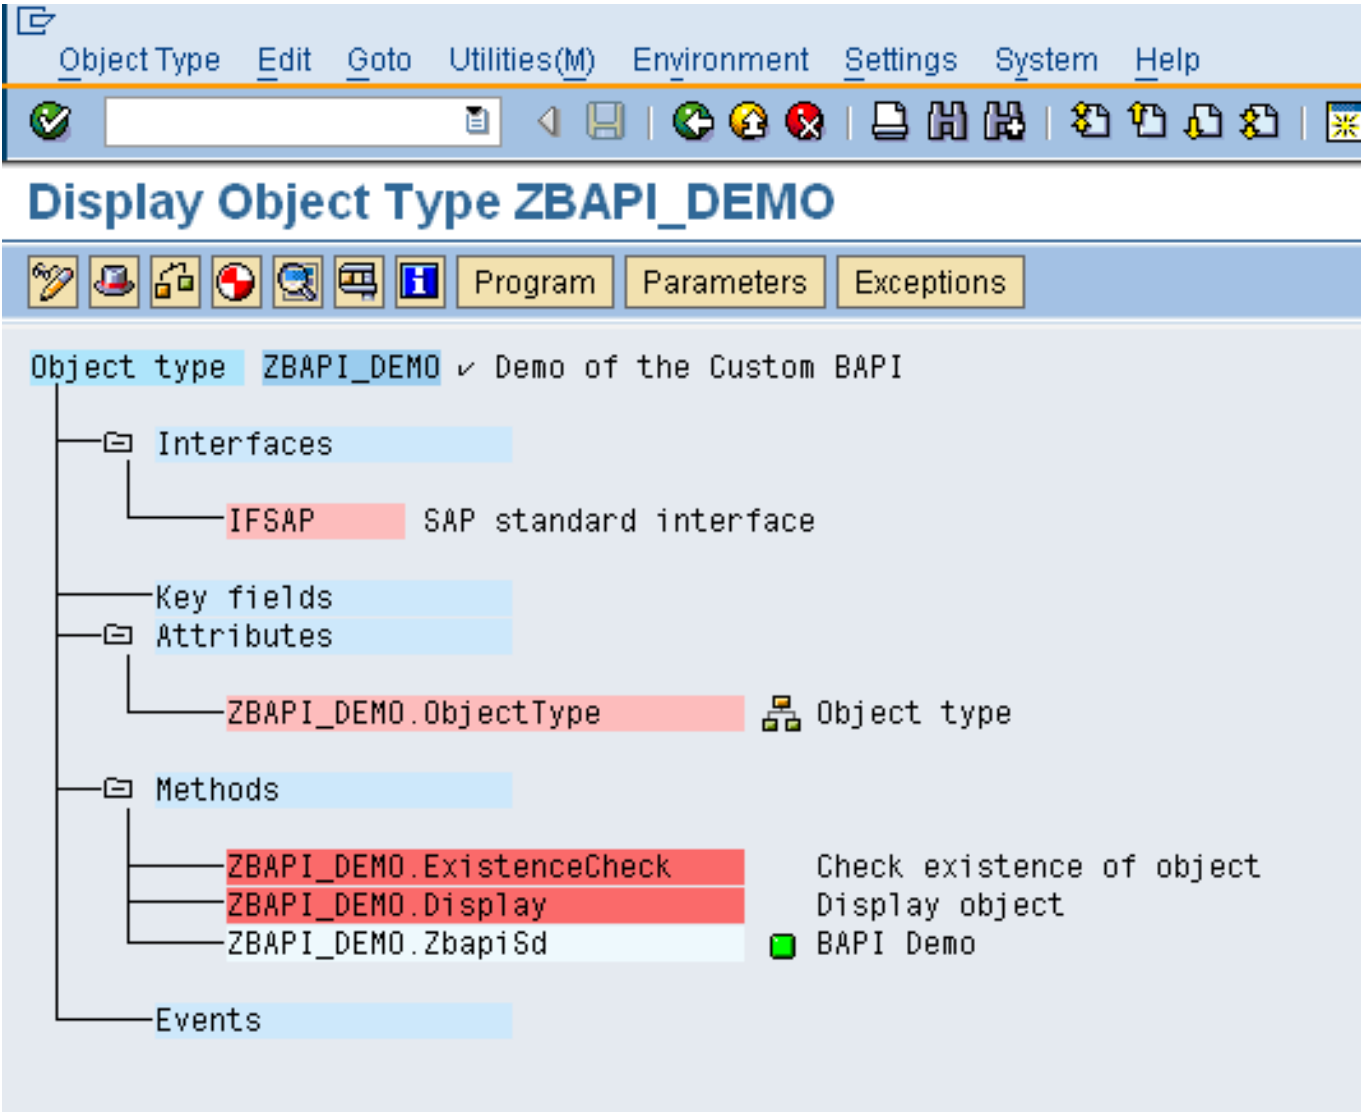 Object Type Edit Goto Utilities(M) Environment Settings System Help
Display Object Type ZBAPI_DEMO
Program Parameters Exceptions
Object type ZBAPI_DEMO ✓ Demo of the Custom BAPI
Interfaces
IFSAP SAP standard interface
Key fields
Attributes
ZBAPI_DEMO.ObjectType Object type
Methods
ZBAPI_DEMO.ExistenceCheck Check existence of object
ZBAPI_DEMO.Display Display object
ZBAPI_DEMO.ZbapiSd BAPI Demo
Events